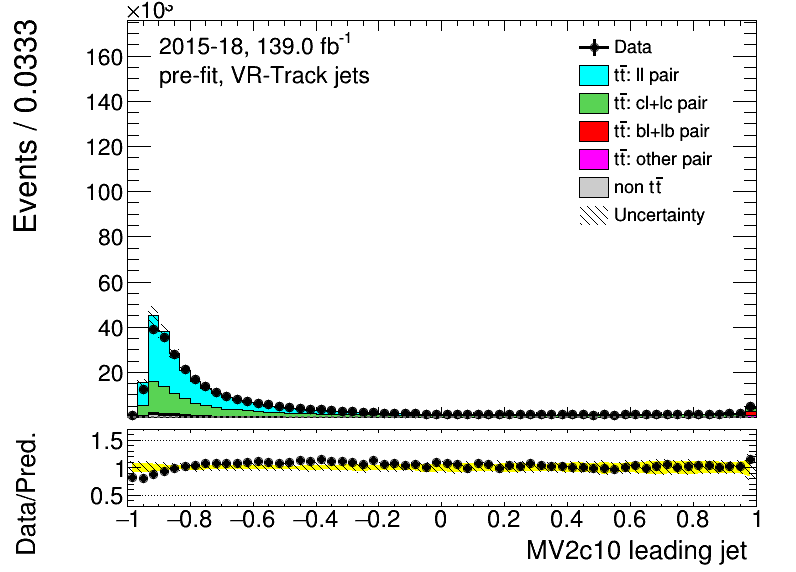 ×10³
2015-18, 139.0 fb⁻¹
pre-fit, VR-Track jets
Data
tt̄: ll pair
tt̄: cl+lc pair
tt̄: bl+lb pair
tt̄: other pair
non tt̄
Uncertainty
Events / 0.0333
160
140
120
100
80
60
40
20
Data/Pred.
1.5
1
0.5
−1 −0.8 −0.6 −0.4 −0.2 0 0.2 0.4 0.6 0.8 1
MV2c10 leading jet